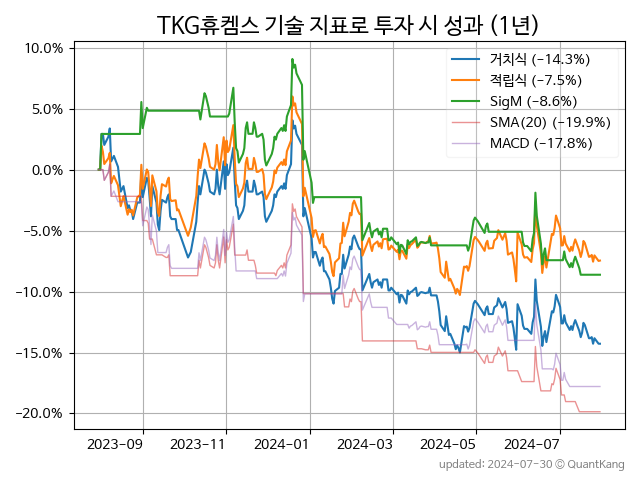 TKG휴켐스 기술 지표로 투자 시 성과 (1년)
10.0%
5.0%
0.0%
−5.0%
−10.0%
−15.0%
−20.0%
거치식 (−14.3%)
적립식 (−7.5%)
SigM (−8.6%)
SMA(20) (−19.9%)
MACD (−17.8%)
2023−09 2023−11 2024−01 2024−03 2024−05 2024−07
updated: 2024−07−30 © QuantKang